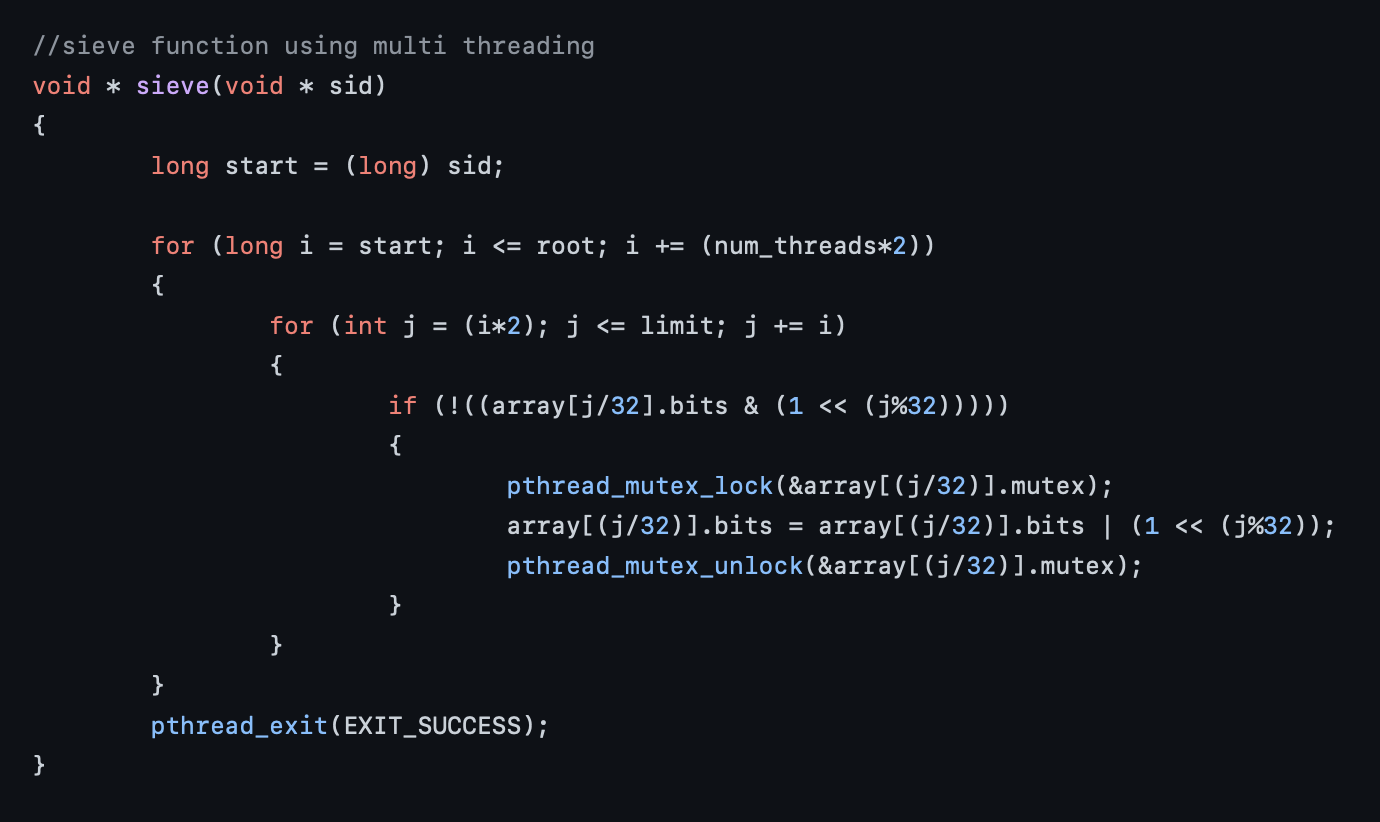 //sieve function using multi threading
void * sieve(void * sid)
{
        long start = (long) sid;

        for (long i = start; i <= root; i += (num_threads*2))
        {
                for (int j = (i*2); j <= limit; j += i)
                {
                        if (!((array[j/32].bits & (1 << (j%32)))))
                        {
                                pthread_mutex_lock(&array[(j/32)].mutex);
                                array[(j/32)].bits = array[(j/32)].bits | (1 << (j%32));
                                pthread_mutex_unlock(&array[(j/32)].mutex);
                        }
                }
        }
        pthread_exit(EXIT_SUCCESS);
}